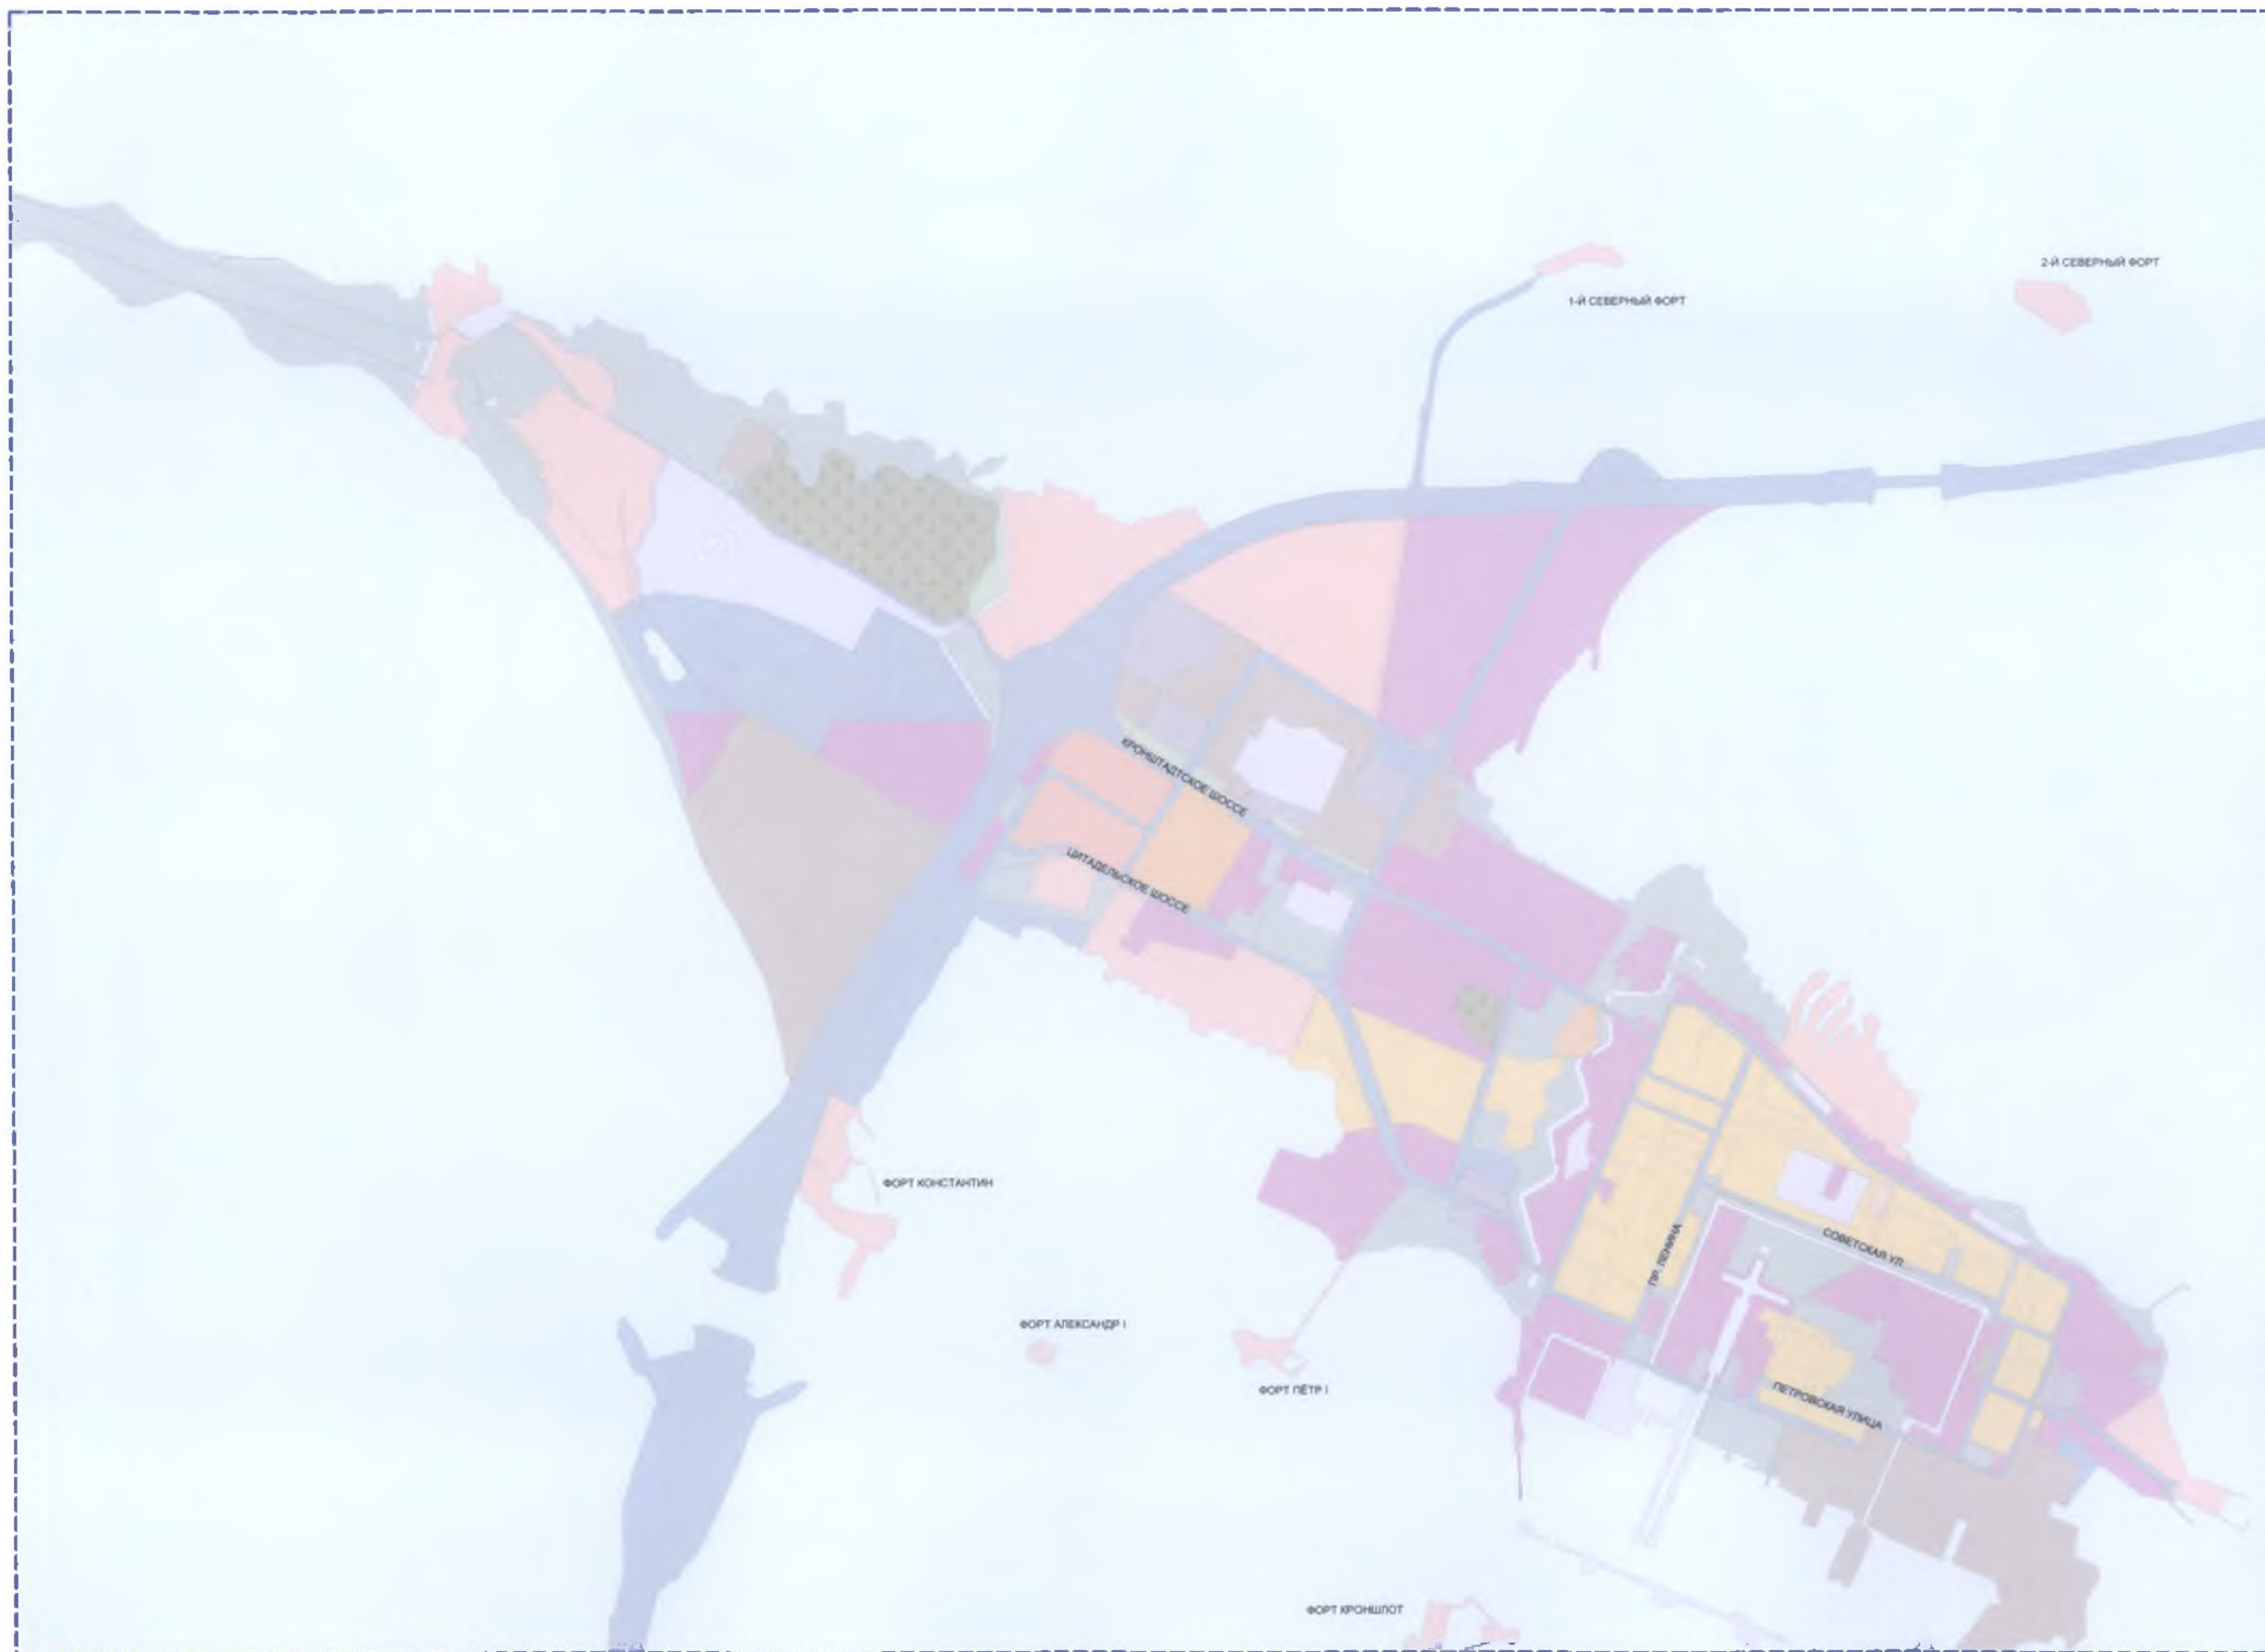 2-Й СЕВЕРНЫЙ ФОРТ
1-Й СЕВЕРНЫЙ ФОРТ
КРОНШТАДТСКОЕ ШОССЕ
ЦИТАДЕЛЬСКОЕ ШОССЕ
ФОРТ КОНСТАНТИН
ПР. ЛЕНИНА
СОВЕТСКАЯ УЛ.
ФОРТ АЛЕКСАНДР I
ФОРТ ПЁТР I
ПЕТРОВСКАЯ УЛИЦА
ФОРТ КРОНШЛОТ